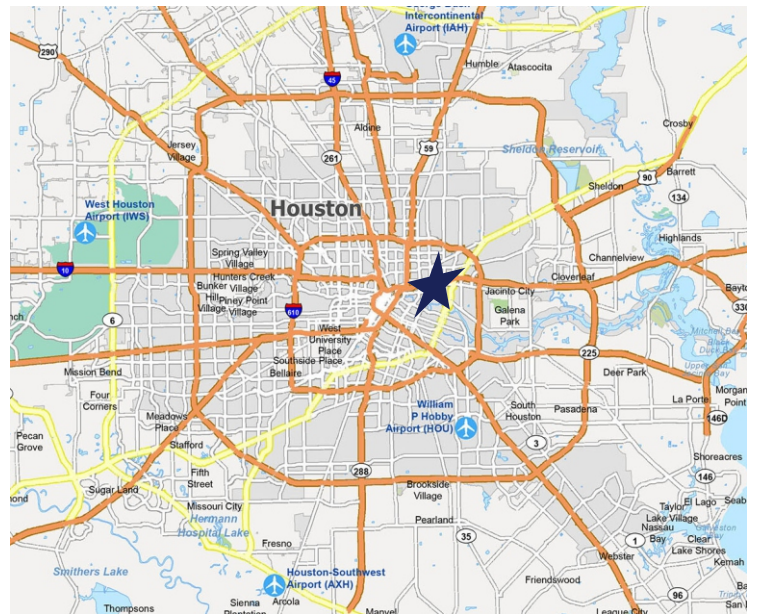 George Bush
Intercontinental
Airport (IAH)
290
45
Humble
Atascocita
Aldine
Crosby
Jersey
Village
261
59
Sheldon Reservoir
Barrett
90
Sheldon
134
West Houston
Airport (IWS)
Houston
Highlands
Spring Valley
Village
Channelview
10
Hunters Creek
Village
Cloverleaf
Bunker
Hill
Village
Piney Point
Village
Jacinto City
610
Galena
Park
330
6
West
University
Place
Southside Place
Bellaire
225
Mission Bend
Deer Park
Four
Corners
La Porte
Morgan
Point
William
P Hobby
Airport (HOU)
South
Houston
Pasadena
146D
Meadows
Place
Pecan
Grove
Stafford
3
Shoreacres
288
146
Fifth
Street
Brookside
Village
Sugar Land
Missouri City
El Lago
Taylor
Lake Village
Hermann
Hospital Lake
Pearland
Nassau
Bay
35
1
Clear
Lake Shores
Fresno
Webster
Kemah
Smithers Lake
Houston-Southwest
Airport (AXH)
Friendswood
96
Thompsons
Sienna
Plantation
Arcola
Manvel
League City